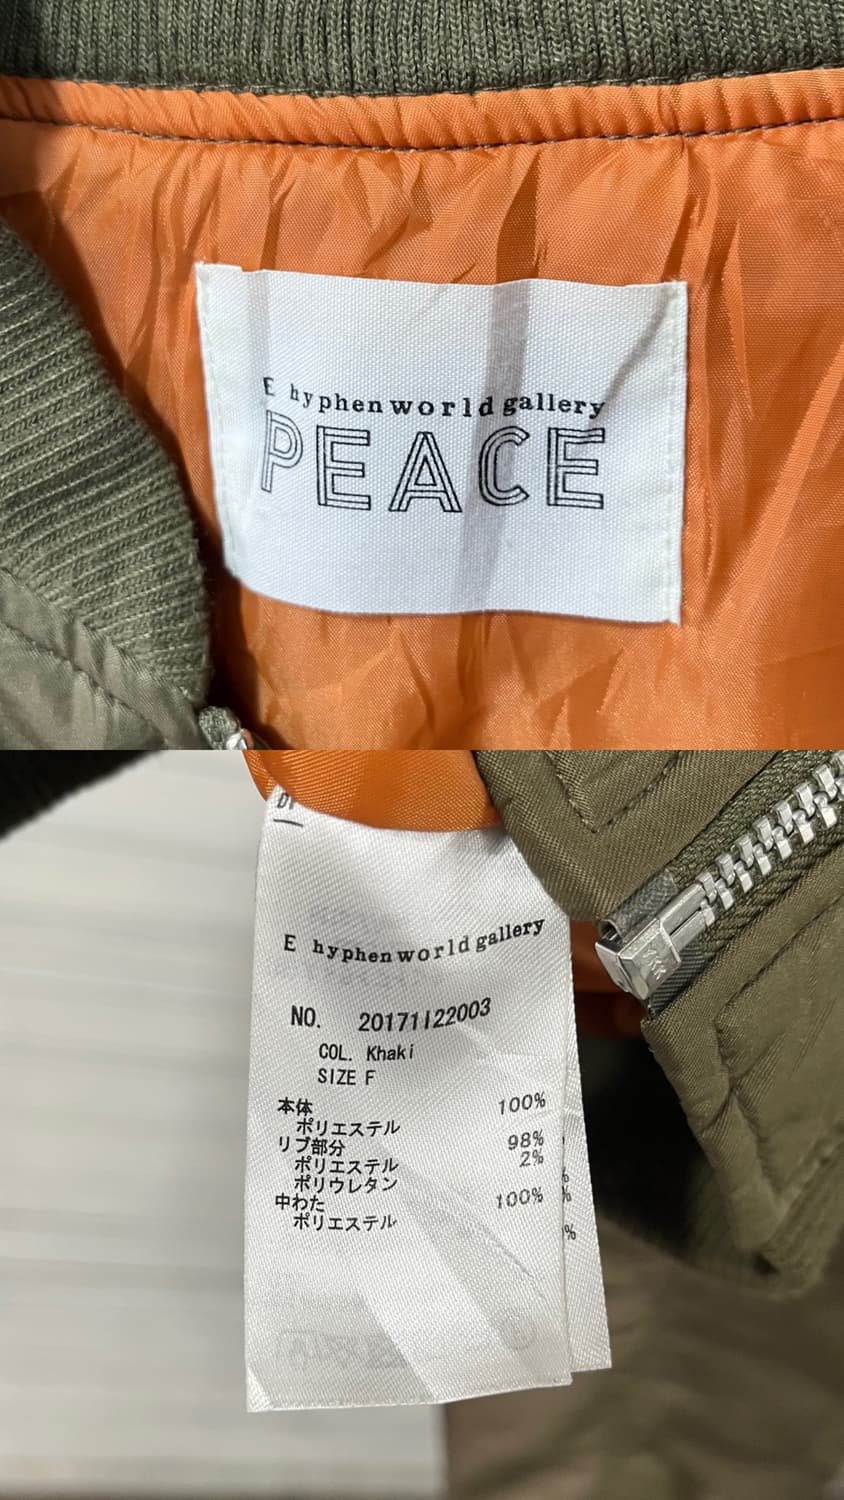 E hyphen world gallery
PEACE
E hyphen world gallery
NO. 20171122003
COL. Khaki
SIZE F
本体 100%
ポリエステル
リブ部分 98%
ポリエステル 2%
ポリウレタン
中わた 100%
ポリエステル
%
%
%
YKK